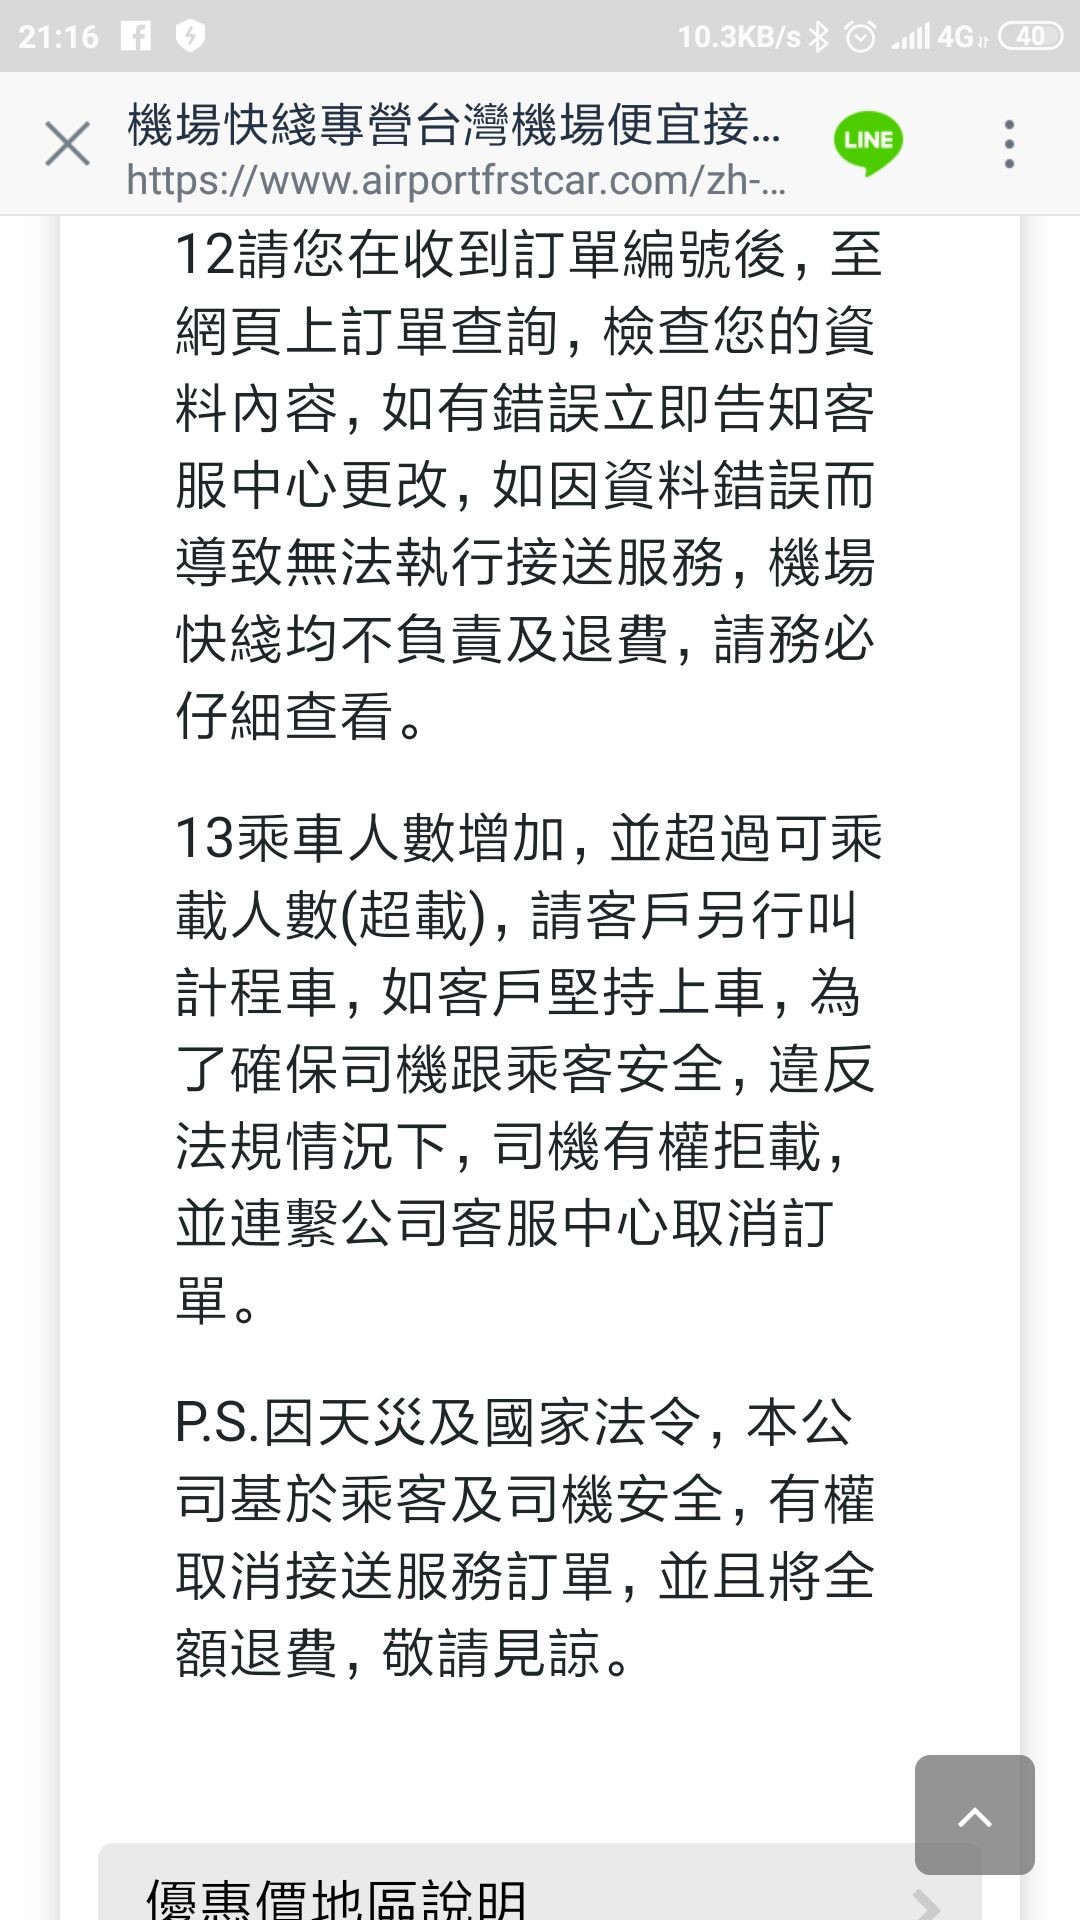 21:16
10.3KB/s 4G 40
機場快綫專營台灣機場便宜接...
https://www.airportfrstcar.com/zh-...
LINE
12請您在收到訂單編號後, 至
網頁上訂單查詢, 檢查您的資
料內容, 如有錯誤立即告知客
服中心更改, 如因資料錯誤而
導致無法執行接送服務, 機場
快綫均不負責及退費, 請務必
仔細查看。
13乘車人數增加, 並超過可乘
載人數(超載), 請客戶另行叫
計程車, 如客戶堅持上車, 為
了確保司機跟乘客安全, 違反
法規情況下, 司機有權拒載,
並連繫公司客服中心取消訂
單。
P.S.因天災及國家法令, 本公
司基於乘客及司機安全, 有權
取消接送服務訂單, 並且將全
額退費, 敬請見諒。
優惠價地區說明